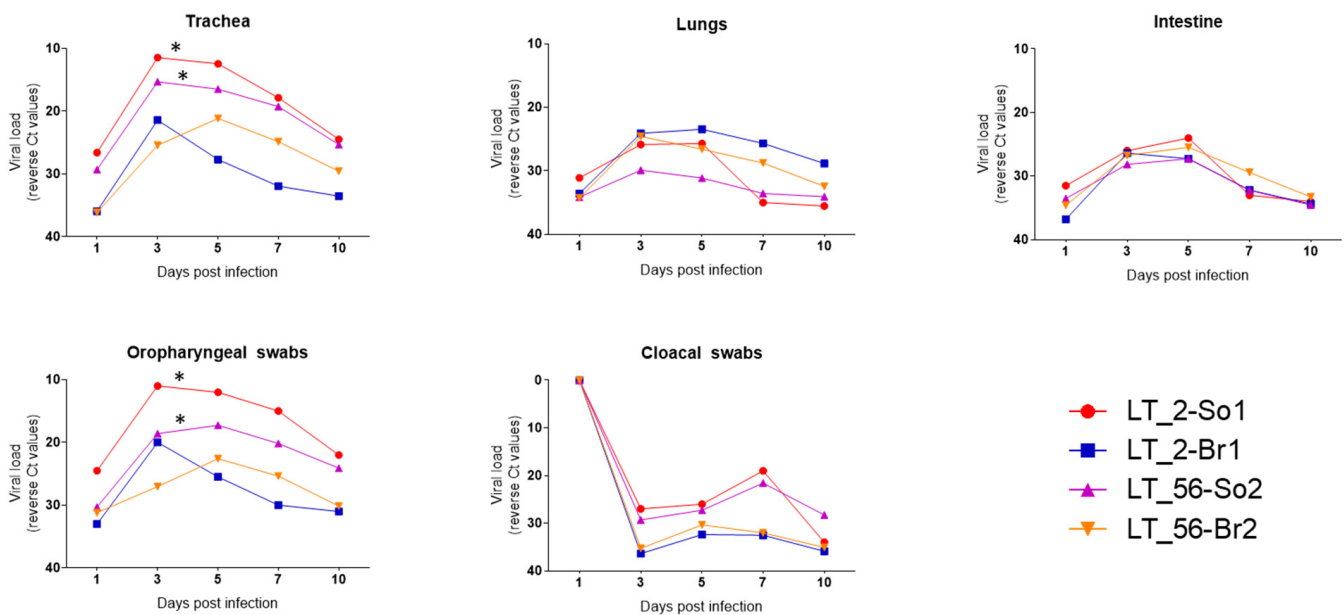 Trachea
*
*
10
20
30
40
1 3 5 7 10
Viral load
(reverse Ct values)
Days post infection
Lungs
10
20
30
40
1 3 5 7 10
Viral load
(reverse Ct values)
Days post infection
Intestine
10
20
30
40
1 3 5 7 10
Viral load
(reverse Ct values)
Days post infection
Oropharyngeal swabs
*
*
10
20
30
40
1 3 5 7 10
Viral load
(reverse Ct values)
Days post infection
Cloacal swabs
0
10
20
30
40
1 3 5 7 10
Viral load
(reverse Ct values)
Days post infection
LT_2-So1
LT_2-Br1
LT_56-So2
LT_56-Br2